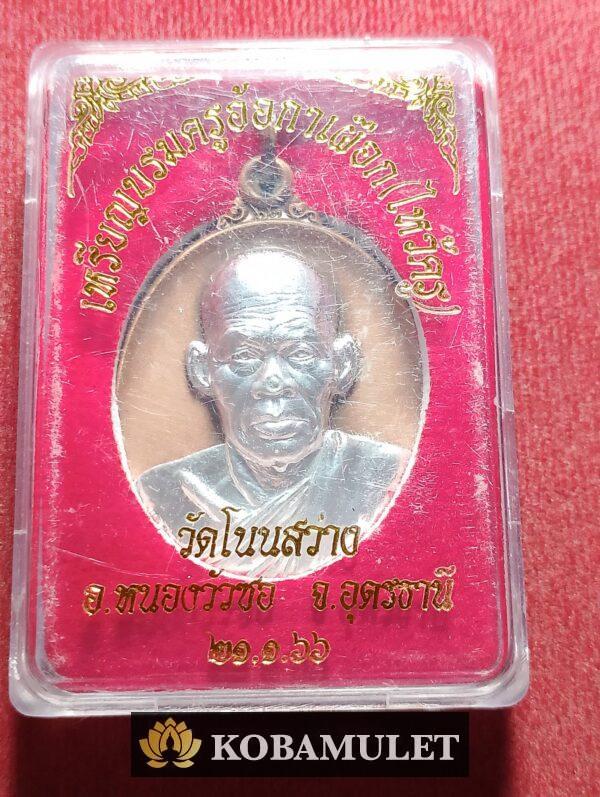 เหรียญบรมครูอ้อกาเผือก(ไหว้ครู)
วัดโนนสว่าง
อ.หนองวัวซอ จ.อุดรธานี
๒๑.๑.๖๖
KOBAMULET